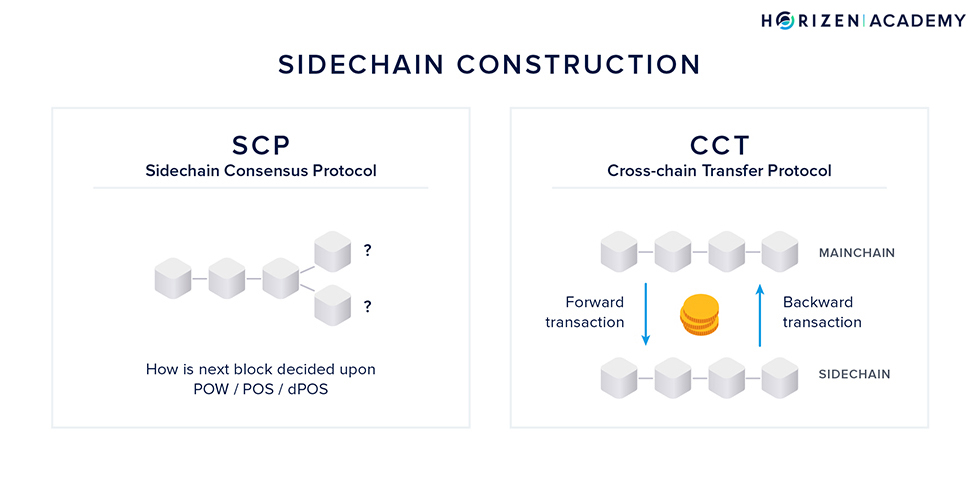 HORIZEN | ACADEMY
SIDECHAIN CONSTRUCTION
SCP
Sidechain Consensus Protocol
?
?
How is next block decided upon
POW / POS / dPOS
CCT
Cross-chain Transfer Protocol
MAINCHAIN
Forward
transaction
Backward
transaction
SIDECHAIN